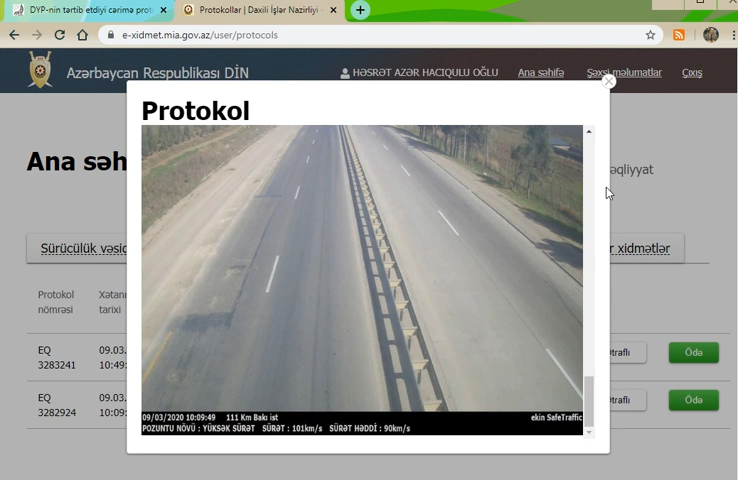 DYP-nin tərtib etdiyi cərimə prot
Protokollar | Daxili İşlər Nazirliyi
e-xidmet.mia.gov.az/user/protocols
Azərbaycan Respublikası DİN
HƏSRƏT AZƏR HACIQULU OĞLU
Ana səhifə
Şəxsi məlumatlar
Çıxış
Protokol
Ana səh
əqliyyat
Sürücülük vəsiq
r xidmətlər
Protokol
nömrəsi
Xətanı
tarixi
EQ
3283241
09.03.
10:49:
traflı
Ödə
EQ
3282924
09.03.
10:09:
traflı
Ödə
09/03/2020 10:09:49 111 Km Bakı ist
ekin SafeTraffic
POZUNTU NÖVÜ : YÜKSƏK SÜRƏT SÜRƏT : 101km/s SÜRƏT HƏDDİ : 90km/s